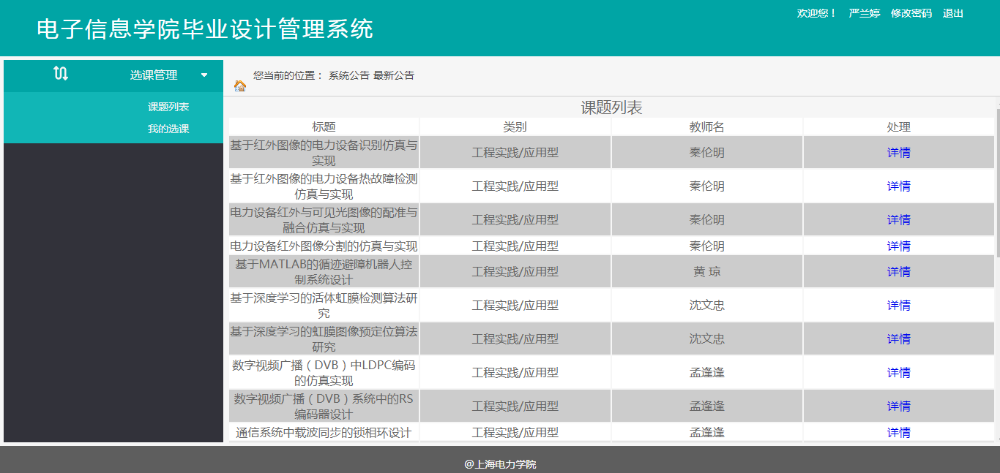 欢迎您！ 严兰婷 修改密码 退出
电子信息学院毕业设计管理系统
选课管理
课题列表
我的选课
您当前的位置： 系统公告 最新公告
课题列表
标题 类别 教师名 处理
基于红外图像的电力设备识别仿真与
实现
工程实践/应用型 秦伦明 详情
基于红外图像的电力设备热故障检测
仿真与实现
工程实践/应用型 秦伦明 详情
电力设备红外与可见光图像的配准与
融合仿真与实现
工程实践/应用型 秦伦明 详情
电力设备红外图像分割的仿真与实现 工程实践/应用型 秦伦明 详情
基于MATLAB的循迹避障机器人控
制系统设计
工程实践/应用型 黄 琼 详情
基于深度学习的活体虹膜检测算法研
究
工程实践/应用型 沈文忠 详情
基于深度学习的虹膜图像预定位算法
研究
工程实践/应用型 沈文忠 详情
数字视频广播（DVB）中LDPC编码
的仿真实现
工程实践/应用型 孟逢逢 详情
数字视频广播（DVB）系统中的RS
编码器设计
工程实践/应用型 孟逢逢 详情
通信系统中载波同步的锁相环设计 工程实践/应用型 孟逢逢 详情
@上海电力学院